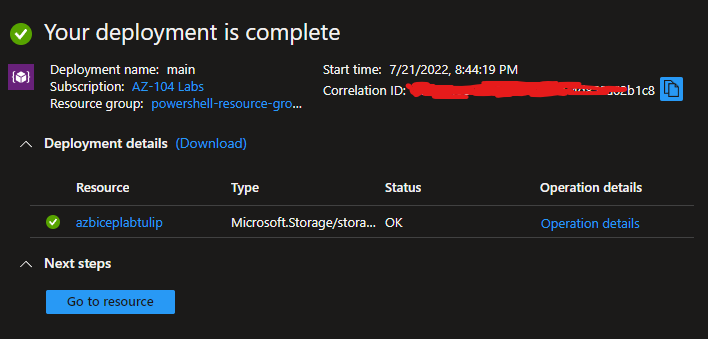 Your deployment is complete
Deployment name: main
Subscription: AZ-104 Labs
Resource group: powershell-resource-gro...
Start time: 7/21/2022, 8:44:19 PM
Correlation ID:
Deployment details (Download)
Resource Type Status Operation details
azbiceplabtulip Microsoft.Storage/stora... OK Operation details
Next steps
Go to resource